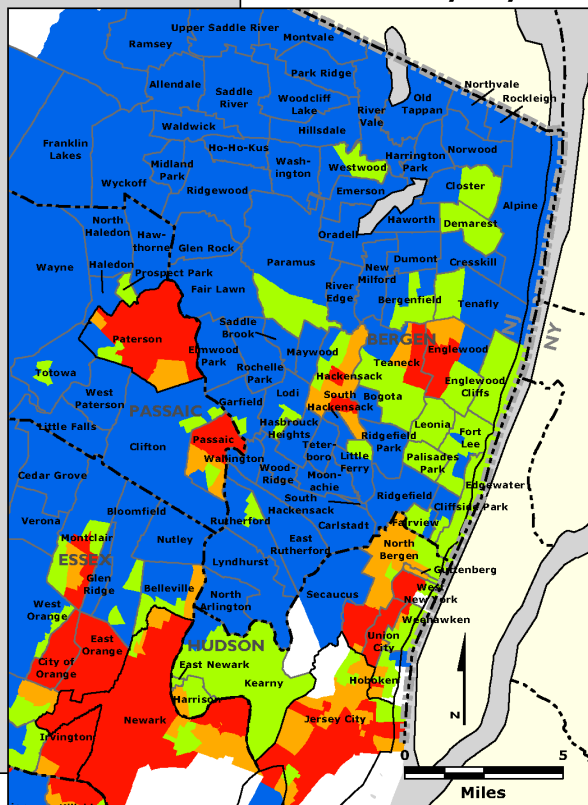 Upper Saddle River
Ramsey
Montvale
Park Ridge
Allendale
Saddle
River
Woodcliff
Lake
Northvale
Rockleigh
Old
Tappan
River
Vale
Waldwick
Hillsdale
Franklin
Lakes
Ho-Ho-Kus
Norwood
Midland
Park
Wash-
ington
Westwood
Harrington
Park
Wyckoff
Ridgewood
Emerson
Closter
Alpine
North
Haledon
Haw-
thorne
Glen Rock
Oradell
Haworth
Demarest
Wayne
Haledon
Prospect Park
Paramus
New
Milford
Dumont
Cresskill
Fair Lawn
River
Edge
Bergenfield
Tenafly
Saddle
Brook
BERGEN
NJ
NY
Paterson
Elmwood
Park
Maywood
Teaneck
Englewood
Totowa
Rochelle
Park
Hackensack
Englewood
Cliffs
West
Paterson
PASSAIC
Garfield
Lodi
South
Hackensack
Bogota
Little Falls
Clifton
Passaic
Hasbrouck
Heights
Leonia
Fort
Lee
Ridgefield
Park
Teter-
boro
Wallington
Little
Ferry
Palisades
Park
Cedar Grove
Wood-
Ridge
Moon-
achie
Edgewater
South
Hackensack
Ridgefield
Cliffside Park
Verona
Bloomfield
Rutherford
Carlstadt
Fairview
Montclair
Nutley
East
Rutherford
North
Bergen
ESSEX
Lyndhurst
Guttenberg
Glen
Ridge
Belleville
North
Arlington
Secaucus
West
New York
West
Orange
Weehawken
East
Orange
HUDSON
Union
City
City of
Orange
East Newark
Kearny
Hoboken
Harrison
Newark
Jersey City
Irvington
N
0
5
Miles